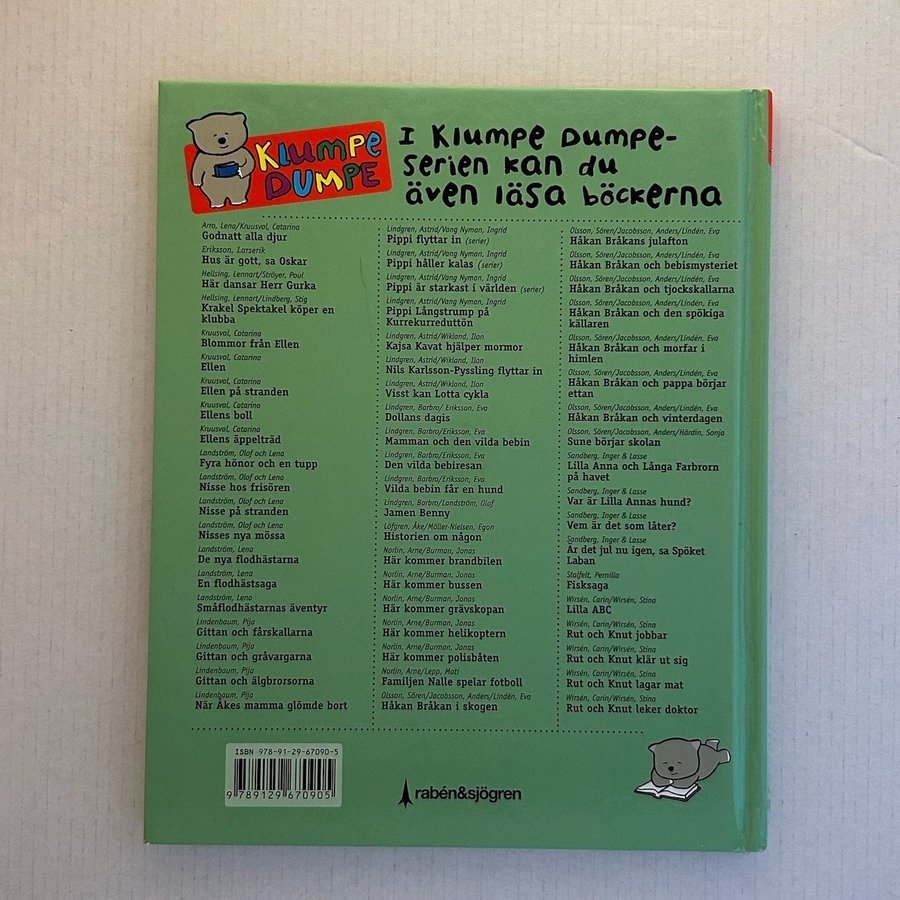 KLUMPE
DUMPE
I KLUMPE DUMPE-
SERIEN KAN DU
ÄVEN LÄSA BÖCKERNA
Arro, Lena/Kruusval, Catarina
Godnatt alla djur
Eriksson, Larserik
Hus är gott, sa Oskar
Hellsing, Lennart/Ströyer, Poul
Här dansar Herr Gurka
Hellsing, Lennart/Lindberg, Stig
Krakel Spektakel köper en
klubba
Kruusval, Catarina
Blommor från Ellen
Kruusval, Catarina
Ellen
Kruusval, Catarina
Ellen på stranden
Kruusval, Catarina
Ellens boll
Kruusval, Catarina
Ellens äppelträd
Landström, Olof och Lena
Fyra hönor och en tupp
Landström, Olof och Lena
Nisse hos frisören
Landström, Olof och Lena
Nisse på stranden
Landström, Olof och Lena
Nisses nya mössa
Landström, Lena
De nya flodhästarna
Landström, Lena
En flodhästsaga
Landström, Lena
Småflodhästarnas äventyr
Lindenbaum, Pija
Gittan och fårskallarna
Lindenbaum, Pija
Gittan och gråvargarna
Lindenbaum, Pija
Gittan och älgbrorsorna
Lindenbaum, Pija
När Åkes mamma glömde bort
Lindgren, Astrid/Vang Nyman, Ingrid
Pippi flyttar in (serier)
Lindgren, Astrid/Vang Nyman, Ingrid
Pippi håller kalas (serier)
Lindgren, Astrid/Vang Nyman, Ingrid
Pippi är starkast i världen (serier)
Lindgren, Astrid/Vang Nyman, Ingrid
Pippi Långstrump på
Kurrekurreduttön
Lindgren, Astrid/Wikland, Ilon
Kajsa Kavat hjälper mormor
Lindgren, Astrid/Wikland, Ilon
Nils Karlsson-Pyssling flyttar in
Lindgren, Astrid/Wikland, Ilon
Visst kan Lotta cykla
Lindgren, Barbro/ Eriksson, Eva
Dollans dagis
Lindgren, Barbro/Eriksson, Eva
Mamman och den vilda bebin
Lindgren, Barbro/Eriksson, Eva
Den vilda bebiresan
Lindgren, Barbro/Eriksson, Eva
Vilda bebin får en hund
Lindgren, Barbro/Landström, Olof
Jamen Benny
Löfgren, Åke/Möller-Nielsen, Egon
Historien om någon
Norlin, Arne/Burman, Jonas
Här kommer brandbilen
Norlin, Arne/Burman, Jonas
Här kommer bussen
Norlin, Arne/Burman, Jonas
Här kommer grävskopan
Norlin, Arne/Burman, Jonas
Här kommer helikoptern
Norlin, Arne/Burman, Jonas
Här kommer polisbåten
Norlin, Arne/Lepp, Mati
Familjen Nalle spelar fotboll
Olsson, Sören/Jacobsson, Anders/Lindén, Eva
Håkan Bråkan i skogen
Olsson, Sören/Jacobsson, Anders/Lindén, Eva
Håkan Bråkans julafton
Olsson, Sören/Jacobsson, Anders/Lindén, Eva
Håkan Bråkan och bebismysteriet
Olsson, Sören/Jacobsson, Anders/Lindén, Eva
Håkan Bråkan och tjockskallarna
Olsson, Sören/Jacobsson, Anders/Lindén, Eva
Håkan Bråkan och den spökiga
källaren
Olsson, Sören/Jacobsson, Anders/Lindén, Eva
Håkan Bråkan och morfar i
himlen
Olsson, Sören/Jacobsson, Anders/Lindén, Eva
Håkan Bråkan och pappa börjar
ettan
Olsson, Sören/Jacobsson, Anders/Lindén, Eva
Håkan Bråkan och vinterdagen
Olsson, Sören/Jacobsson, Anders/Härdin, Sonja
Sune börjar skolan
Sandberg, Inger & Lasse
Lilla Anna och Långa Farbrorn
på havet
Sandberg, Inger & Lasse
Var är Lilla Annas hund?
Sandberg, Inger & Lasse
Vem är det som låter?
Sandberg, Inger & Lasse
Är det jul nu igen, sa Spöket
Laban
Stalfelt, Pernilla
Fisksaga
Wirsén, Carin/Wirsén, Stina
Lilla ABC
Wirsén, Carin/Wirsén, Stina
Rut och Knut jobbar
Wirsén, Carin/Wirsén, Stina
Rut och Knut klär ut sig
Wirsén, Carin/Wirsén, Stina
Rut och Knut lagar mat
Wirsén, Carin/Wirsén, Stina
Rut och Knut leker doktor
ISBN 978-91-29-67090-5
9 789129 670905
rabén&sjögren